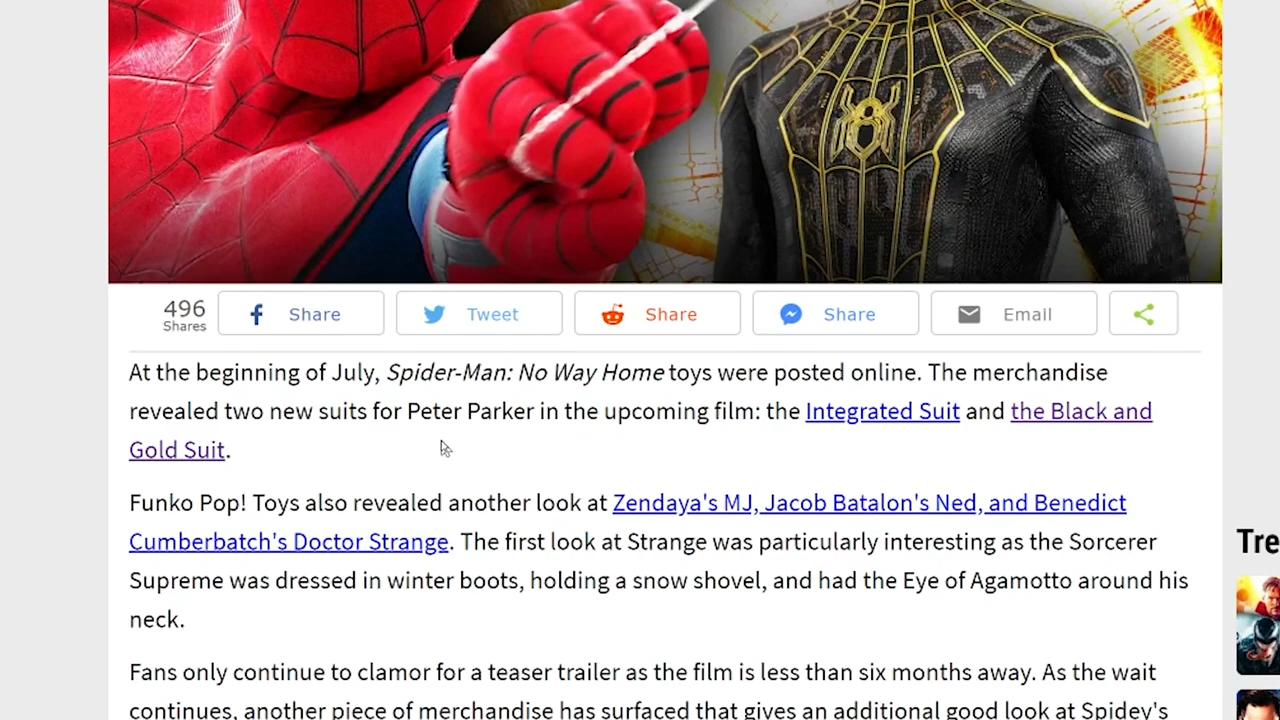 496
Shares
Share
Tweet
Share
Share
Email
At the beginning of July, Spider-Man: No Way Home toys were posted online. The merchandise
revealed two new suits for Peter Parker in the upcoming film: the Integrated Suit and the Black and
Gold Suit.
Funko Pop! Toys also revealed another look at Zendaya's MJ, Jacob Batalon's Ned, and Benedict
Cumberbatch's Doctor Strange. The first look at Strange was particularly interesting as the Sorcerer
Supreme was dressed in winter boots, holding a snow shovel, and had the Eye of Agamotto around his
neck.
Fans only continue to clamor for a teaser trailer as the film is less than six months away. As the wait
continues, another piece of merchandise has surfaced that gives an additional good look at Spidey's
Tre